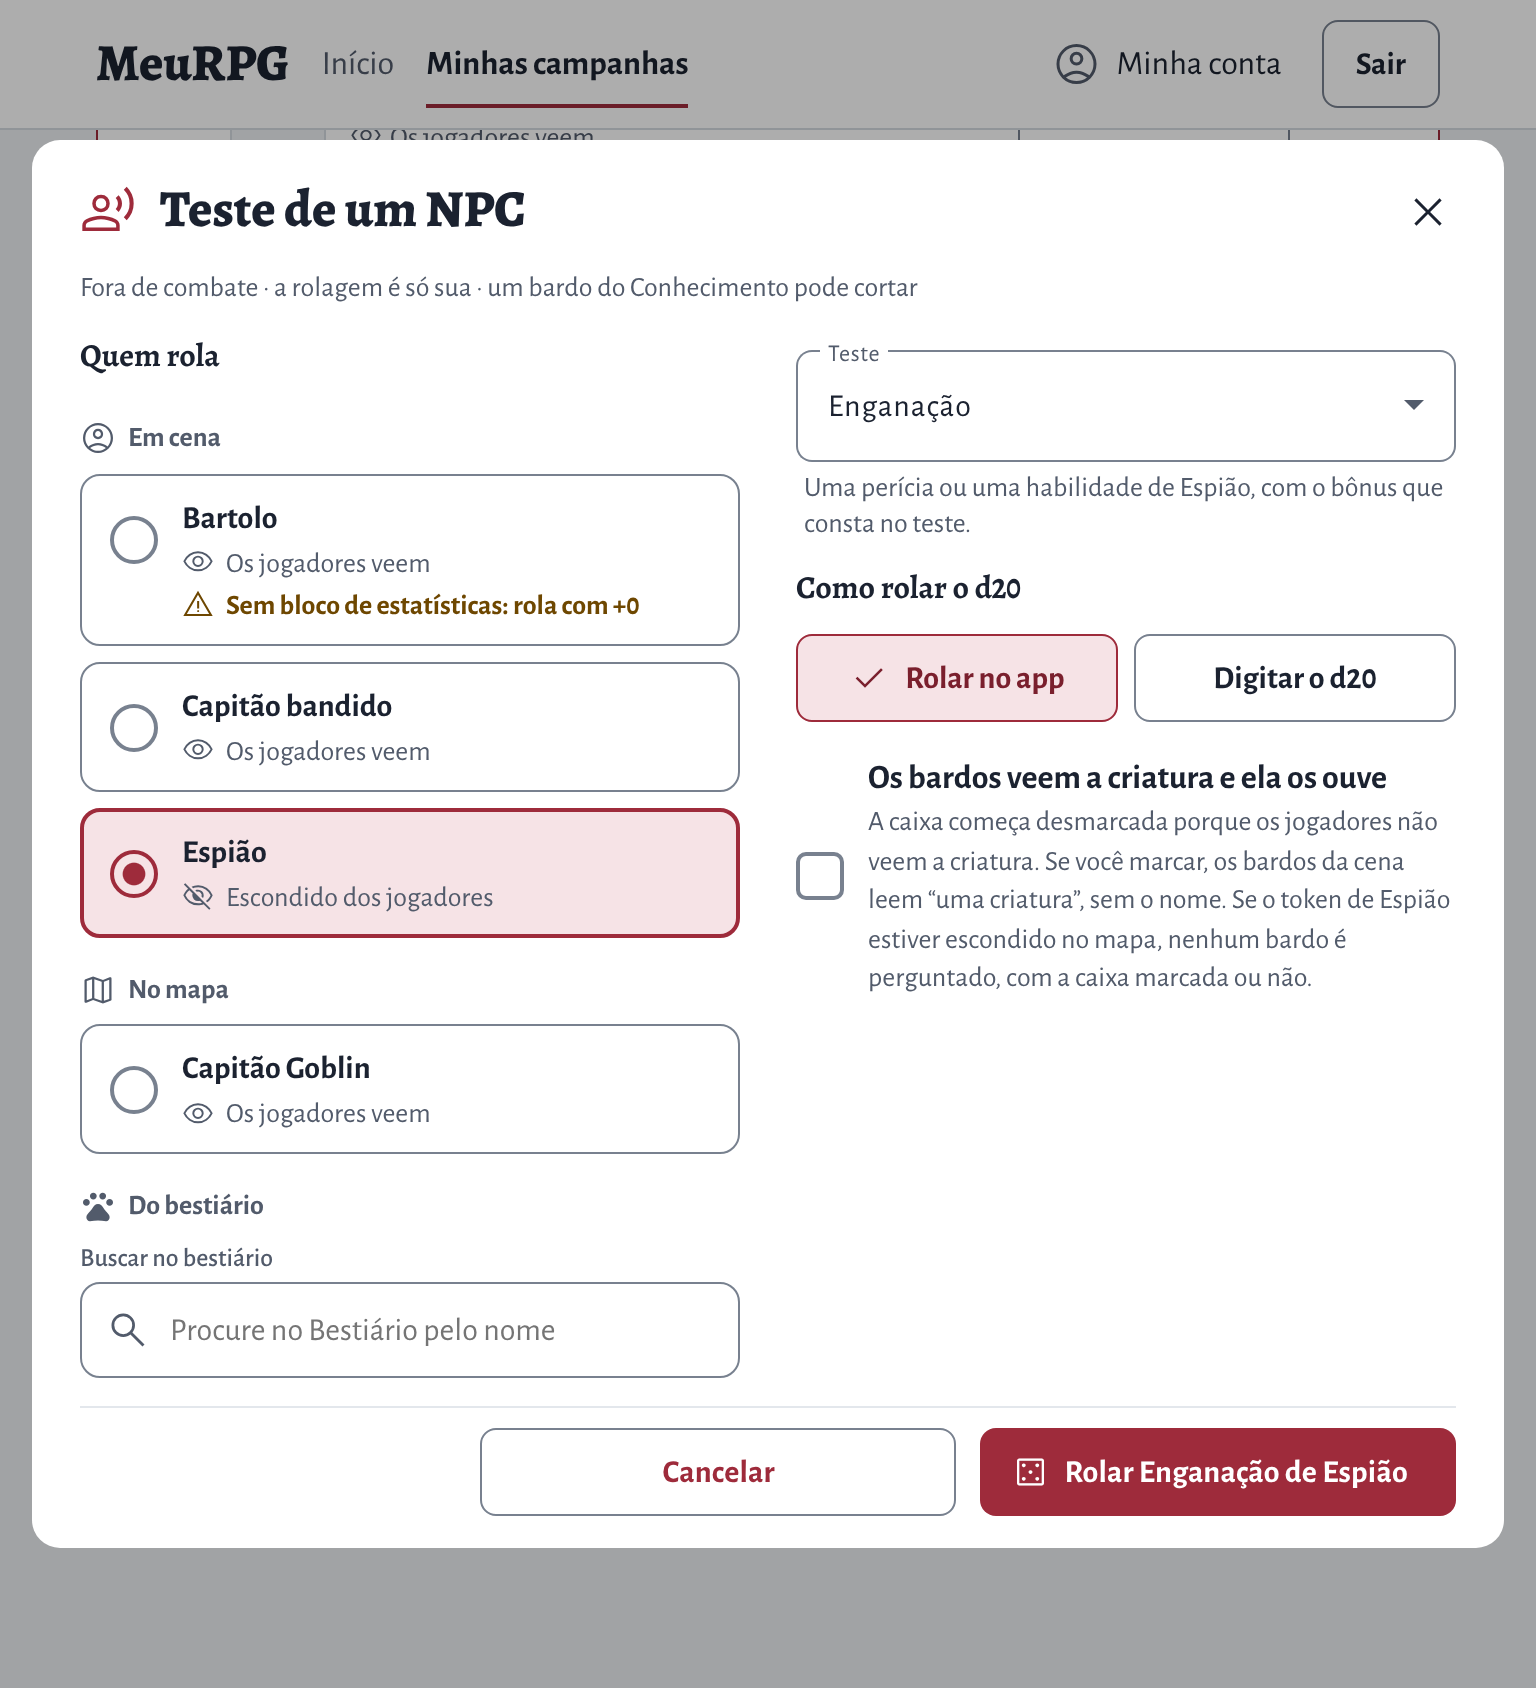 MeuRPG
Início
Minhas campanhas
Minha conta
Sair
Os jogadores veem
Teste de um NPC
Fora de combate · a rolagem é só sua · um bardo do Conhecimento pode cortar
Quem rola
Em cena
Bartolo
Os jogadores veem
Sem bloco de estatísticas: rola com +0
Capitão bandido
Os jogadores veem
Espião
Escondido dos jogadores
No mapa
Capitão Goblin
Os jogadores veem
Do bestiário
Buscar no bestiário
Procure no Bestiário pelo nome
Teste
Enganação
Uma perícia ou uma habilidade de Espião, com o bônus que
consta no teste.
Como rolar o d20
Rolar no app
Digitar o d20
Os bardos veem a criatura e ela os ouve
A caixa começa desmarcada porque os jogadores não
veem a criatura. Se você marcar, os bardos da cena
leem “uma criatura”, sem o nome. Se o token de Espião
estiver escondido no mapa, nenhum bardo é
perguntado, com a caixa marcada ou não.
Cancelar
Rolar Enganação de Espião